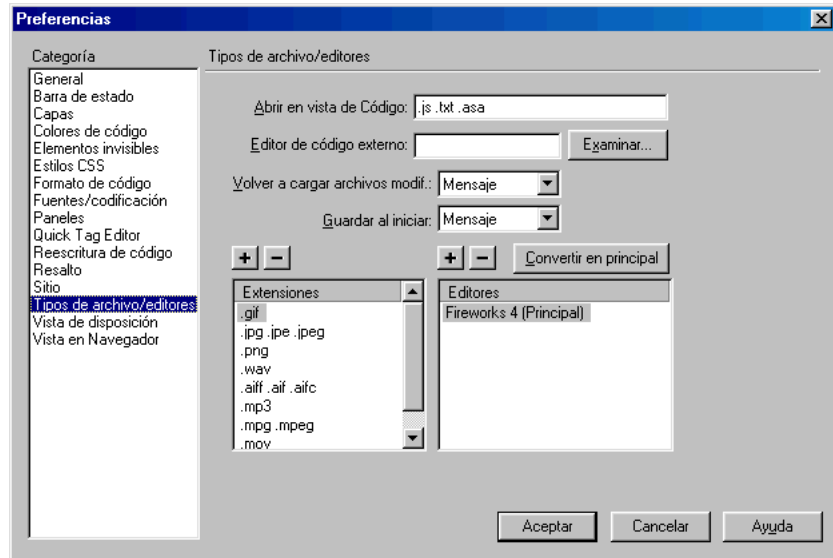 Preferencias
Categoría
General
Barra de estado
Capas
Colores de código
Elementos invisibles
Estilos CSS
Formato de código
Fuentes/codificación
Paneles
Quick Tag Editor
Reescritura de código
Resalto
Sitio
Tipos de archivo/editores
Vista de disposición
Vista en Navegador
Tipos de archivo/editores
Abrir en vista de Código: .js .txt .asa
Editor de código externo: Examinar...
Volver a cargar archivos modif.: Mensaje
Guardar al iniciar: Mensaje
+ − + − Convertir en principal
Extensiones
.gif
.jpg .jpe .jpeg
.png
.wav
.aiff .aif .aifc
.mp3
.mpg .mpeg
.mov
Editores
Fireworks 4 (Principal)
Aceptar Cancelar Ayuda